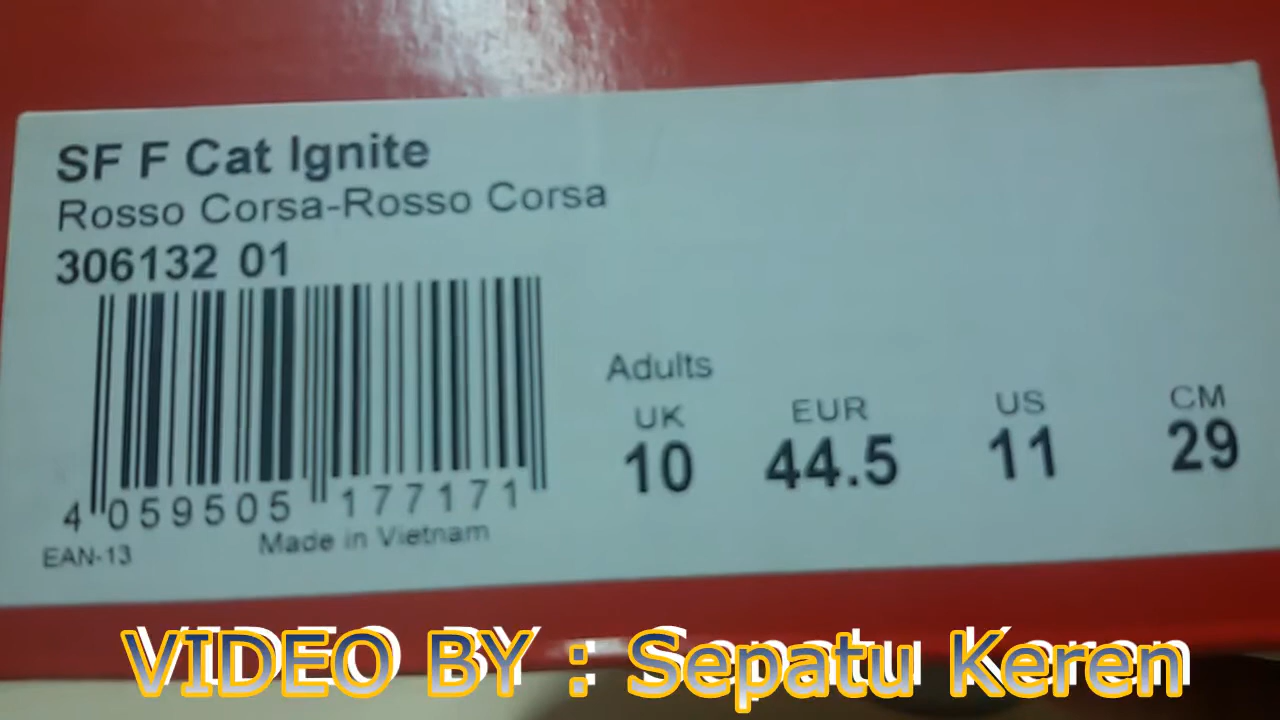 SF F Cat Ignite
Rosso Corsa-Rosso Corsa
306132 01
4 059505 177171
EAN-13
Made in Vietnam
Adults
UK EUR US CM
10 44.5 11 29
VIDEO BY : Sepatu Keren